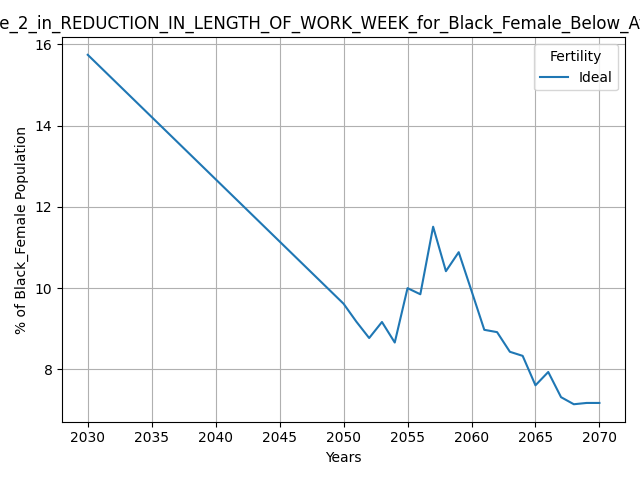 e_2_in_REDUCTION_IN_LENGTH_OF_WORK_WEEK_for_Black_Female_Below_A
16
Fertility
Ideal
14
12
10
8
% of Black_Female Population
2030 2035 2040 2045 2050 2055 2060 2065 2070
Years